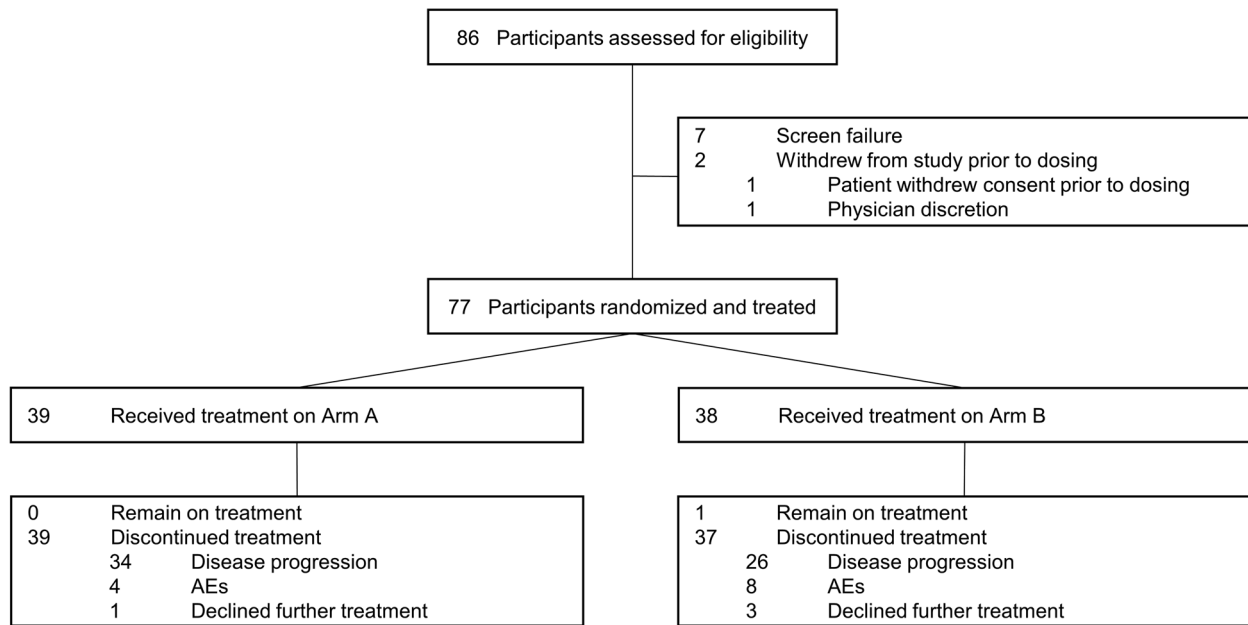 86 Participants assessed for eligibility
7 Screen failure
2 Withdrew from study prior to dosing
1 Patient withdrew consent prior to dosing
1 Physician discretion
77 Participants randomized and treated
39 Received treatment on Arm A
38 Received treatment on Arm B
0 Remain on treatment
39 Discontinued treatment
34 Disease progression
4 AEs
1 Declined further treatment
1 Remain on treatment
37 Discontinued treatment
26 Disease progression
8 AEs
3 Declined further treatment